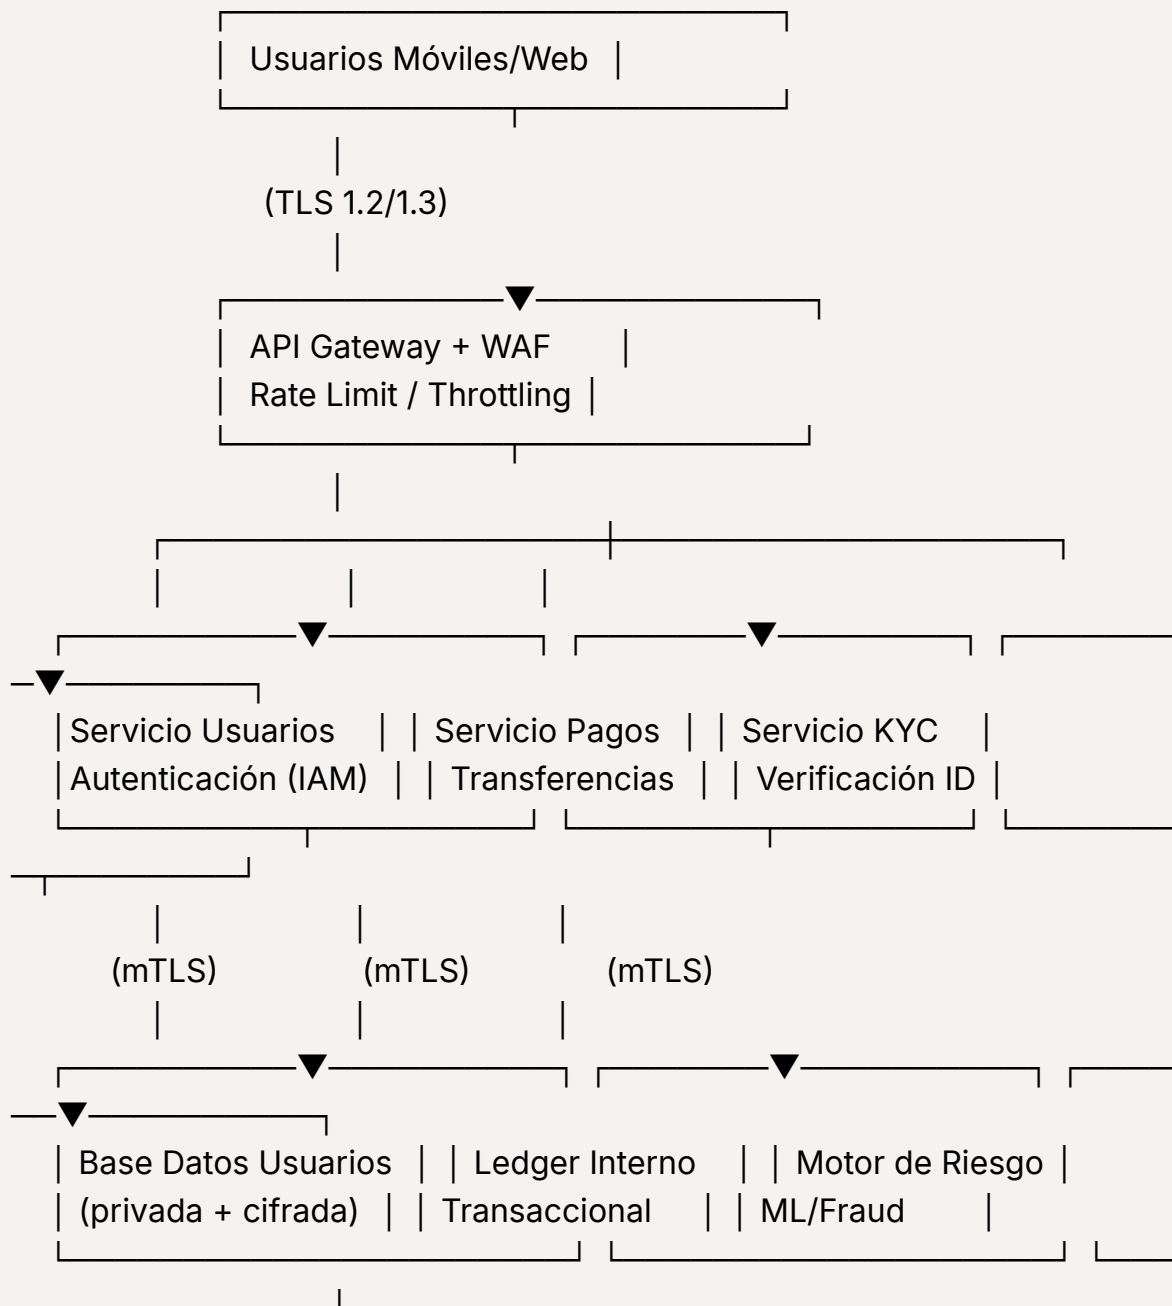 Usuarios Móviles/Web
(TLS 1.2/1.3)
API Gateway + WAF
Rate Limit / Throttling
Servicio Usuarios Servicio Pagos Servicio KYC
Autenticación (IAM) Transferencias Verificación ID
(mTLS) (mTLS) (mTLS)
Base Datos Usuarios Ledger Interno Motor de Riesgo
(privada + cifrada) Transaccional ML/Fraud